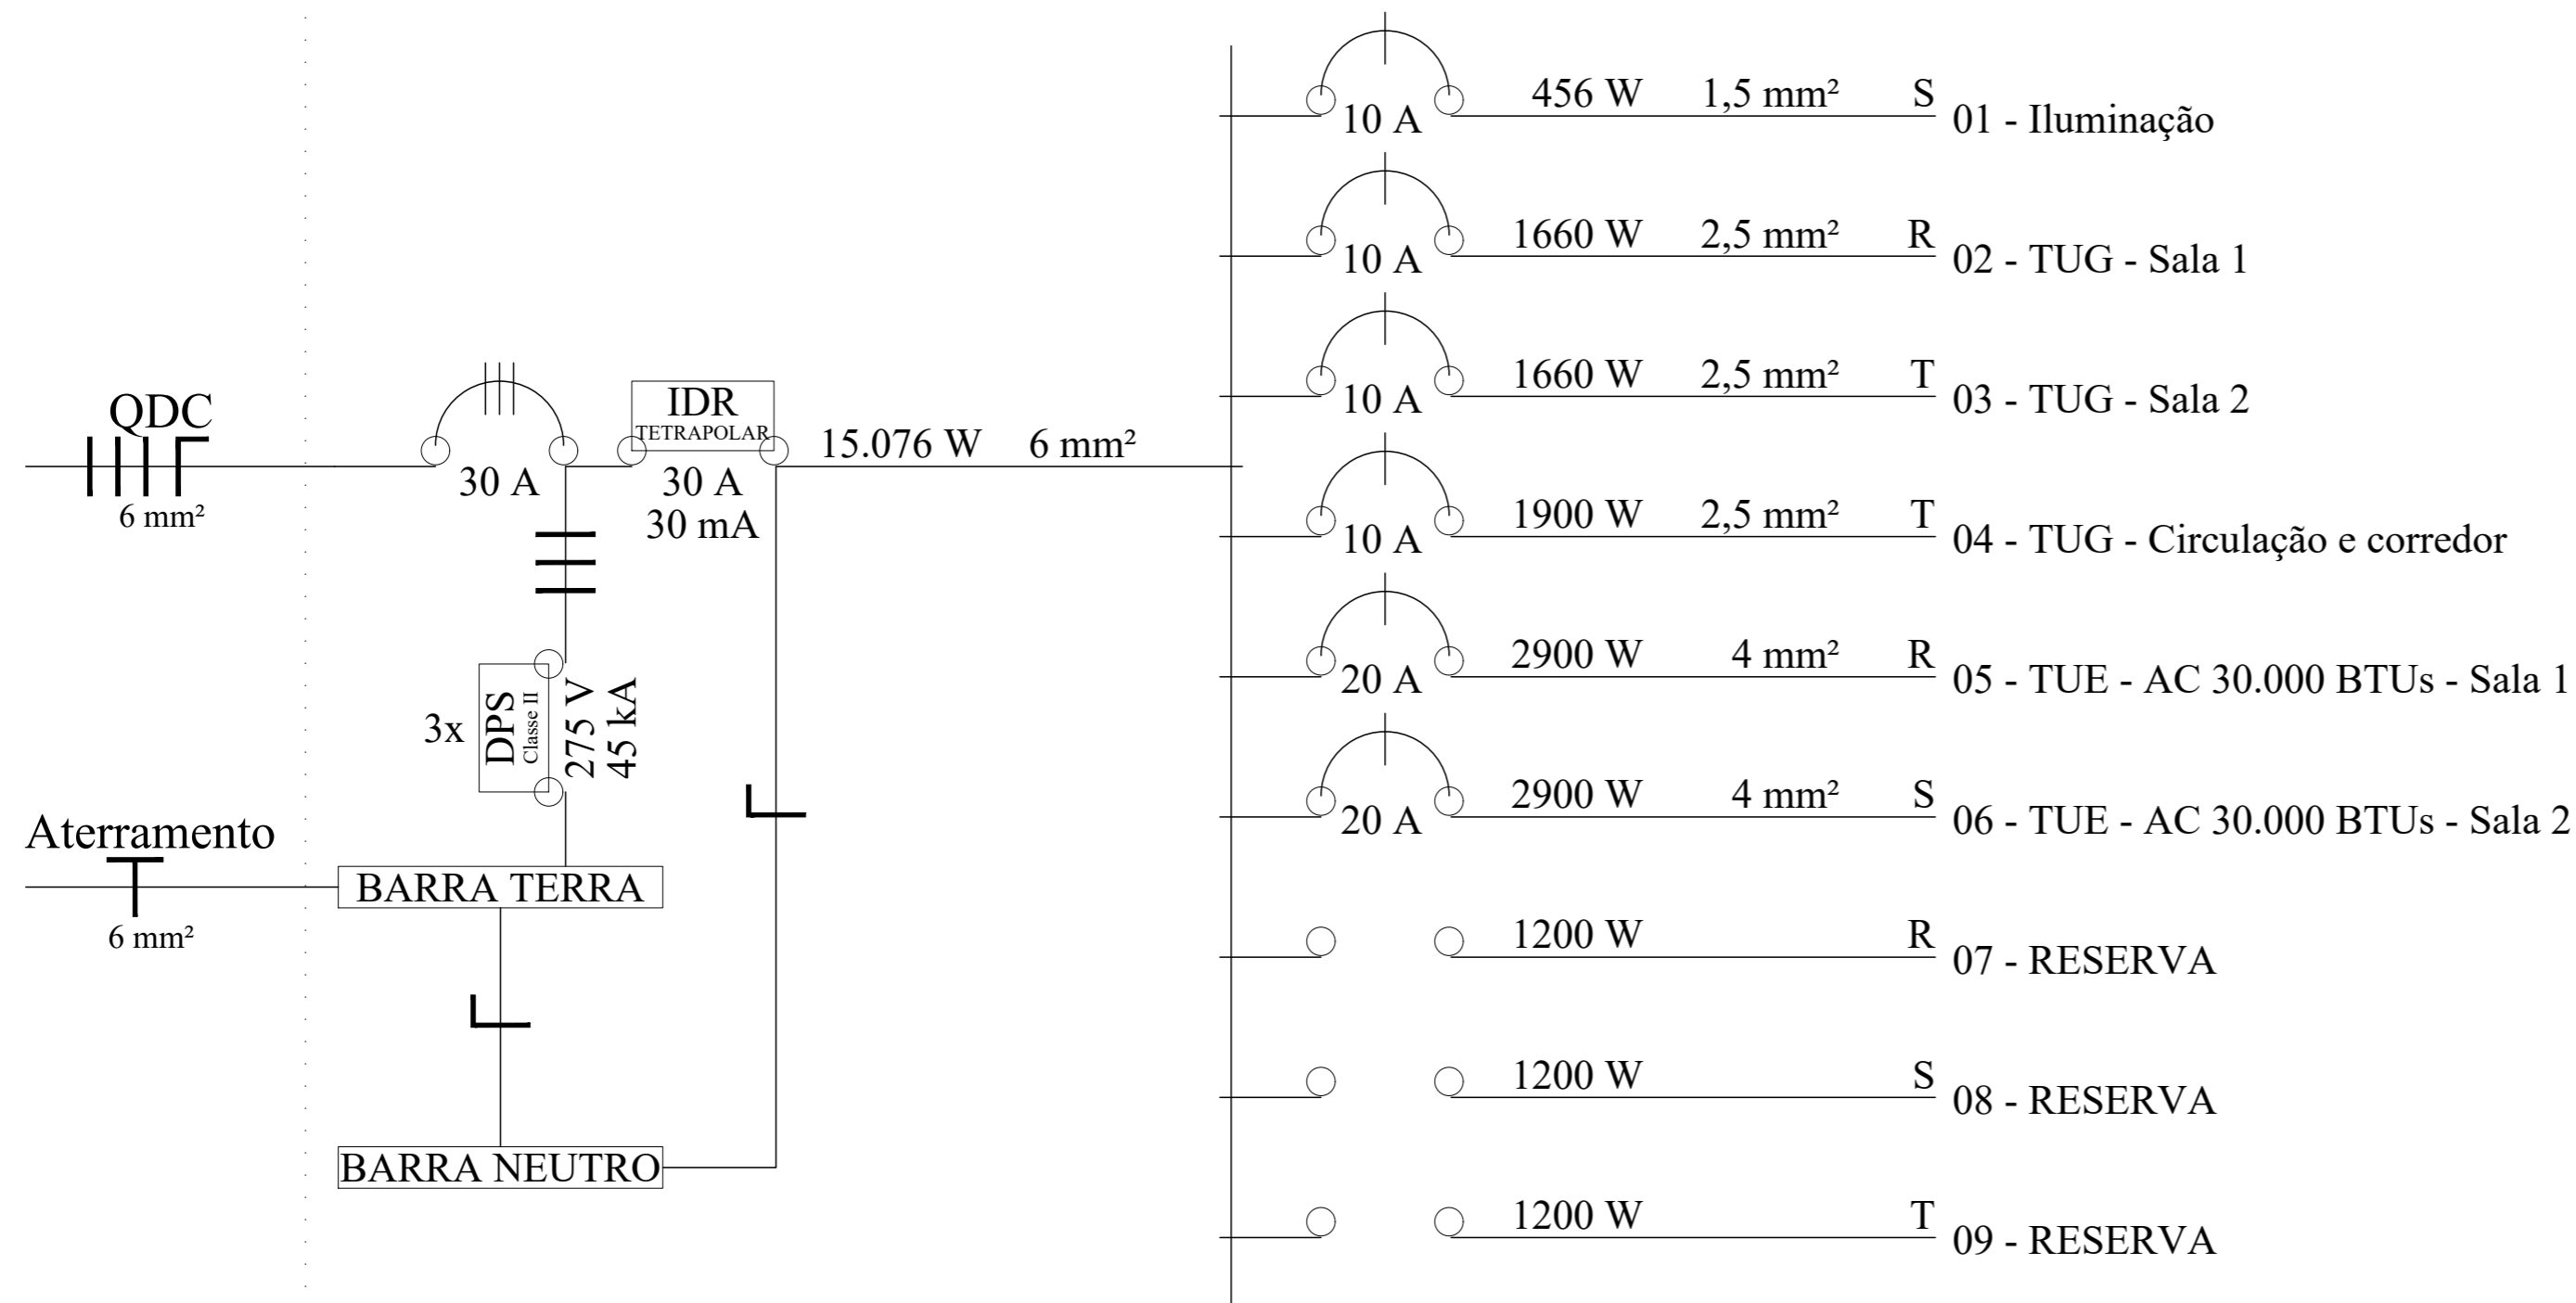 456 W 1,5 mm² S
10 A 01 - Iluminação
1660 W 2,5 mm² R
10 A 02 - TUG - Sala 1
1660 W 2,5 mm² T
10 A 03 - TUG - Sala 2
1900 W 2,5 mm² T
10 A 04 - TUG - Circulação e corredor
2900 W 4 mm² R
20 A 05 - TUE - AC 30.000 BTUs - Sala 1
2900 W 4 mm² S
20 A 06 - TUE - AC 30.000 BTUs - Sala 2
1200 W R
07 - RESERVA
1200 W S
08 - RESERVA
1200 W T
09 - RESERVA
QDC
6 mm²
30 A
IDR
TETRAPOLAR
30 A
30 mA
15.076 W 6 mm²
3x
DPS
Classe II
275 V
45 kA
Aterramento
6 mm²
BARRA TERRA
BARRA NEUTRO